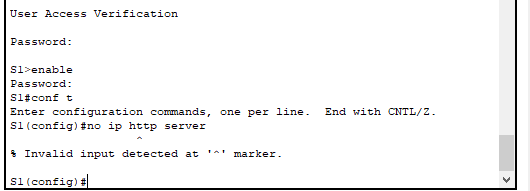 User Access Verification
Password:
S1>enable
Password:
S1#conf t
Enter configuration commands, one per line.  End with CNTL/Z.
S1(config)#no ip http server
                 ^
% Invalid input detected at '^' marker.
S1(config)#